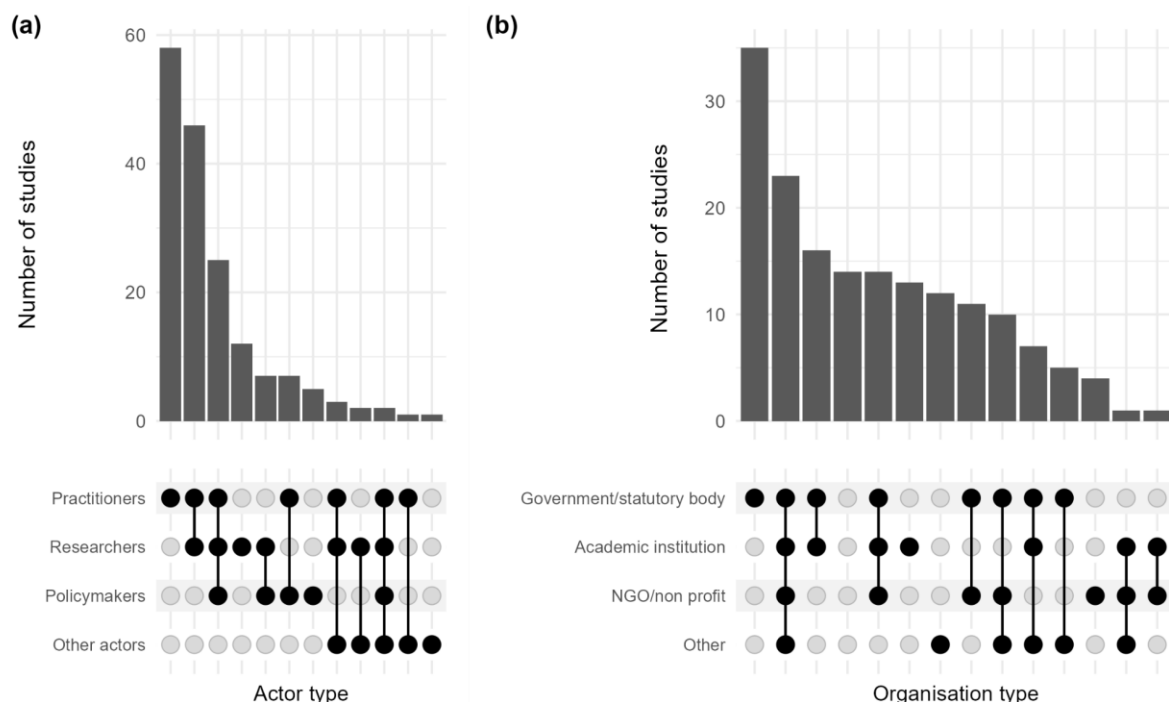 (a)
Number of studies
60
40
20
0
Practitioners
Researchers
Policymakers
Other actors
Actor type
(b)
Number of studies
30
20
10
0
Government/statutory body
Academic institution
NGO/non profit
Other
Organisation type